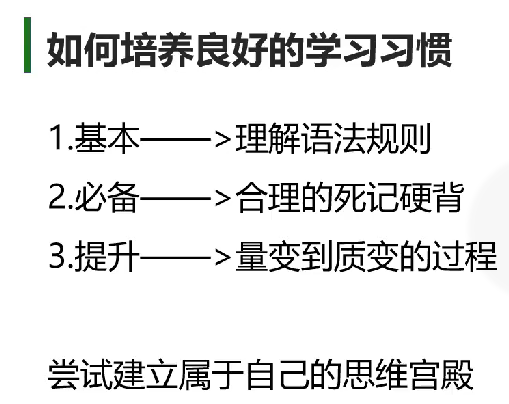 如何培养良好的学习习惯
1.基本——>理解语法规则
2.必备——>合理的死记硬背
3.提升——>量变到质变的过程
尝试建立属于自己的思维宫殿